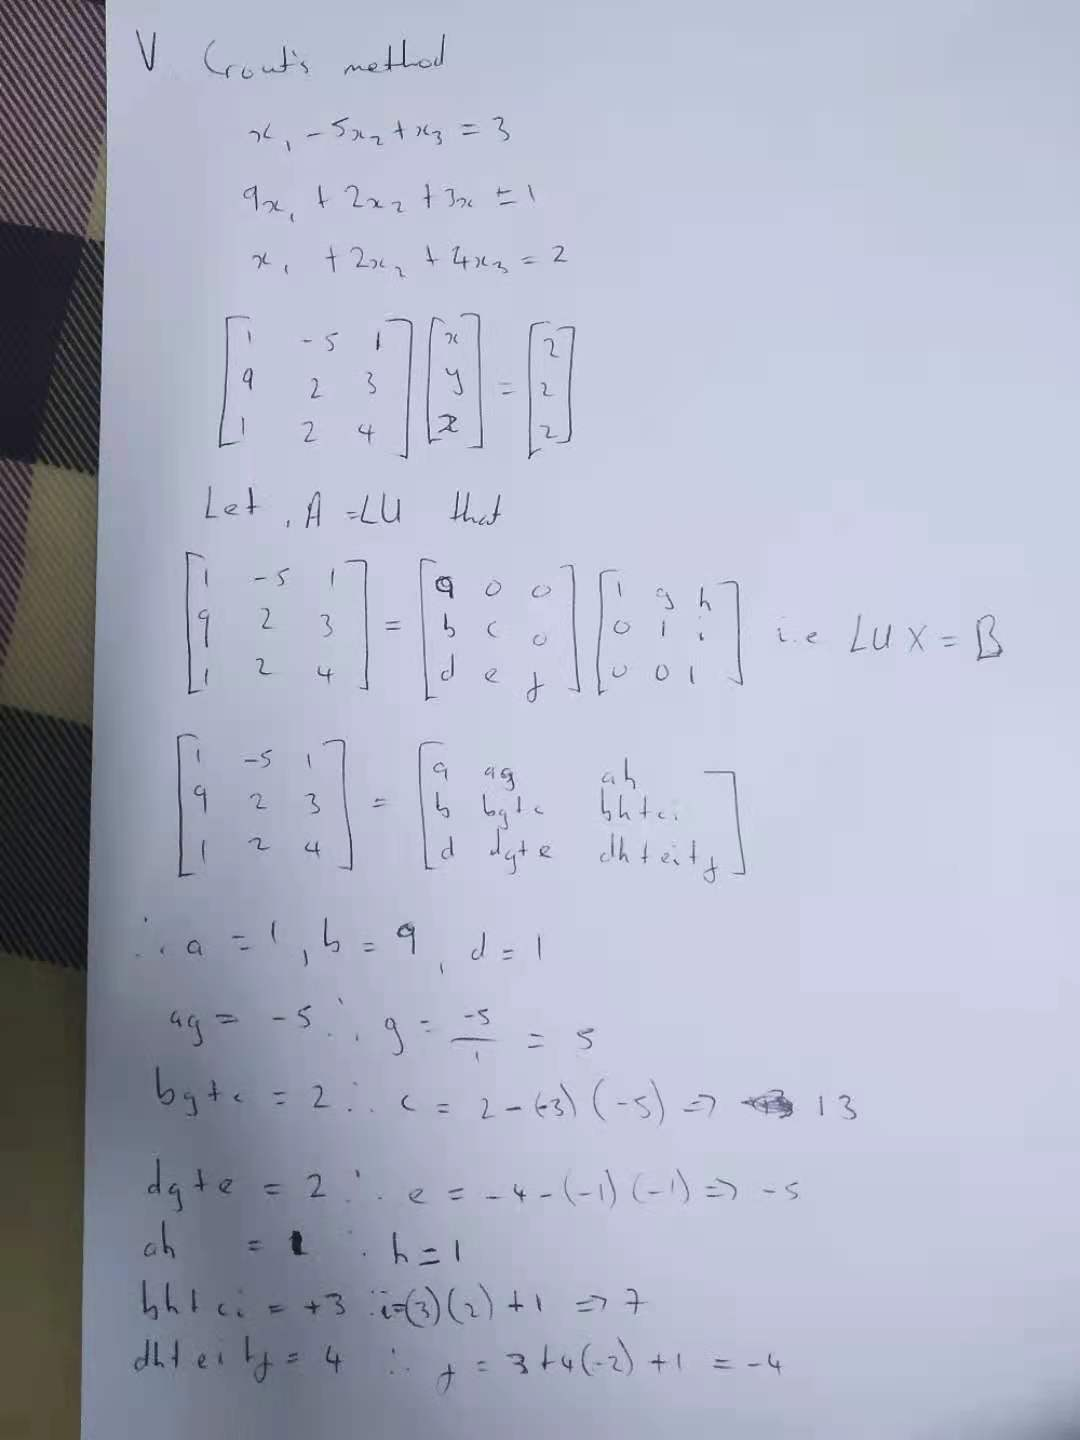 V Crout's method
x₁ - 5x₂ + x₃ = 3
9x₁ + 2x₂ + 3x = 1
x₁ + 2x₂ + 4x₃ = 2
[1 -5 1] [x] [2]
[9 2 3] [y] = [2]
[1 2 4] [z] [2]
Let, A = LU that
[1 -5 1] [a 0 0] [1 g h]
[9 2 3] = [b c 0] [0 1 i] i.e LUX = B
[1 2 4] [d e f] [0 0 1]
[1 -5 1] [a ag ah]
[9 2 3] = [b bg+c bh+ci]
[1 2 4] [d dg+e dh+ei+f]
∴ a = 1, b = 9, d = 1
ag = -5 ∴ g = -5/1 = 5
bg+c = 2 ∴ c = 2-(-3)(-5) => 13
dg+e = 2 ∴ e = -4-(-1)(-1) => -5
ah = 1 ∴ h = 1
bh+ci = +3 ∴ i=(3)(2)+1 => 7
dh+ei+f = 4 ∴ f = 3+4(-2)+1 = -4